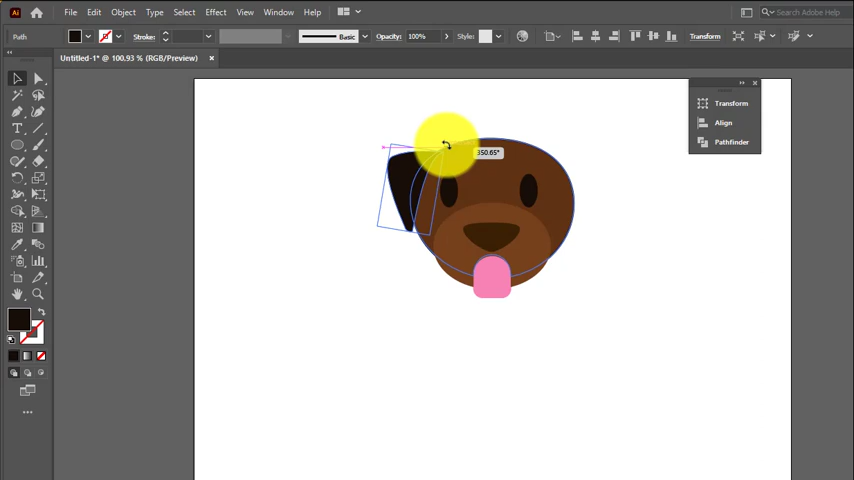 Ai File Edit Object Type Select Effect View Window Help Search Adobe Help
Path Stroke: Basic Opacity: 100% Style: Transform
Untitled-1* @ 100.93 % (RGB/Preview)
Transform
Align
Pathfinder
350.65°